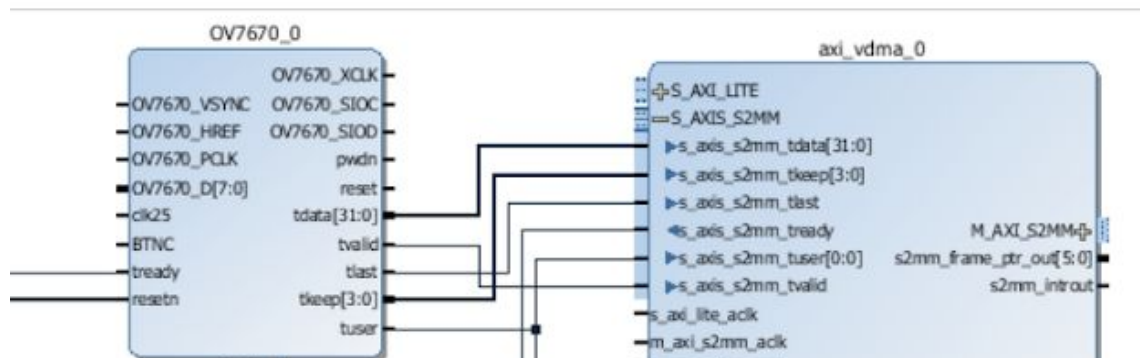 OV7670_0
OV7670_XCLK
OV7670_VSYNC OV7670_SIOC
OV7670_HREF OV7670_SIOD
OV7670_PCLK pwdn
OV7670_D[7:0] reset
clk25 tdata[31:0]
BTNC tvalid
tready tlast
resetn tkeep[3:0]
tuser
axi_vdma_0
S_AXI_LITE
S_AXIS_S2MM
s_axis_s2mm_tdata[31:0]
s_axis_s2mm_tkeep[3:0]
s_axis_s2mm_tlast
s_axis_s2mm_tready M_AXI_S2MM
s_axis_s2mm_tuser[0:0] s2mm_frame_ptr_out[5:0]
s_axis_s2mm_tvalid s2mm_introut
s_axi_lite_aclk
m_axi_s2mm_aclk